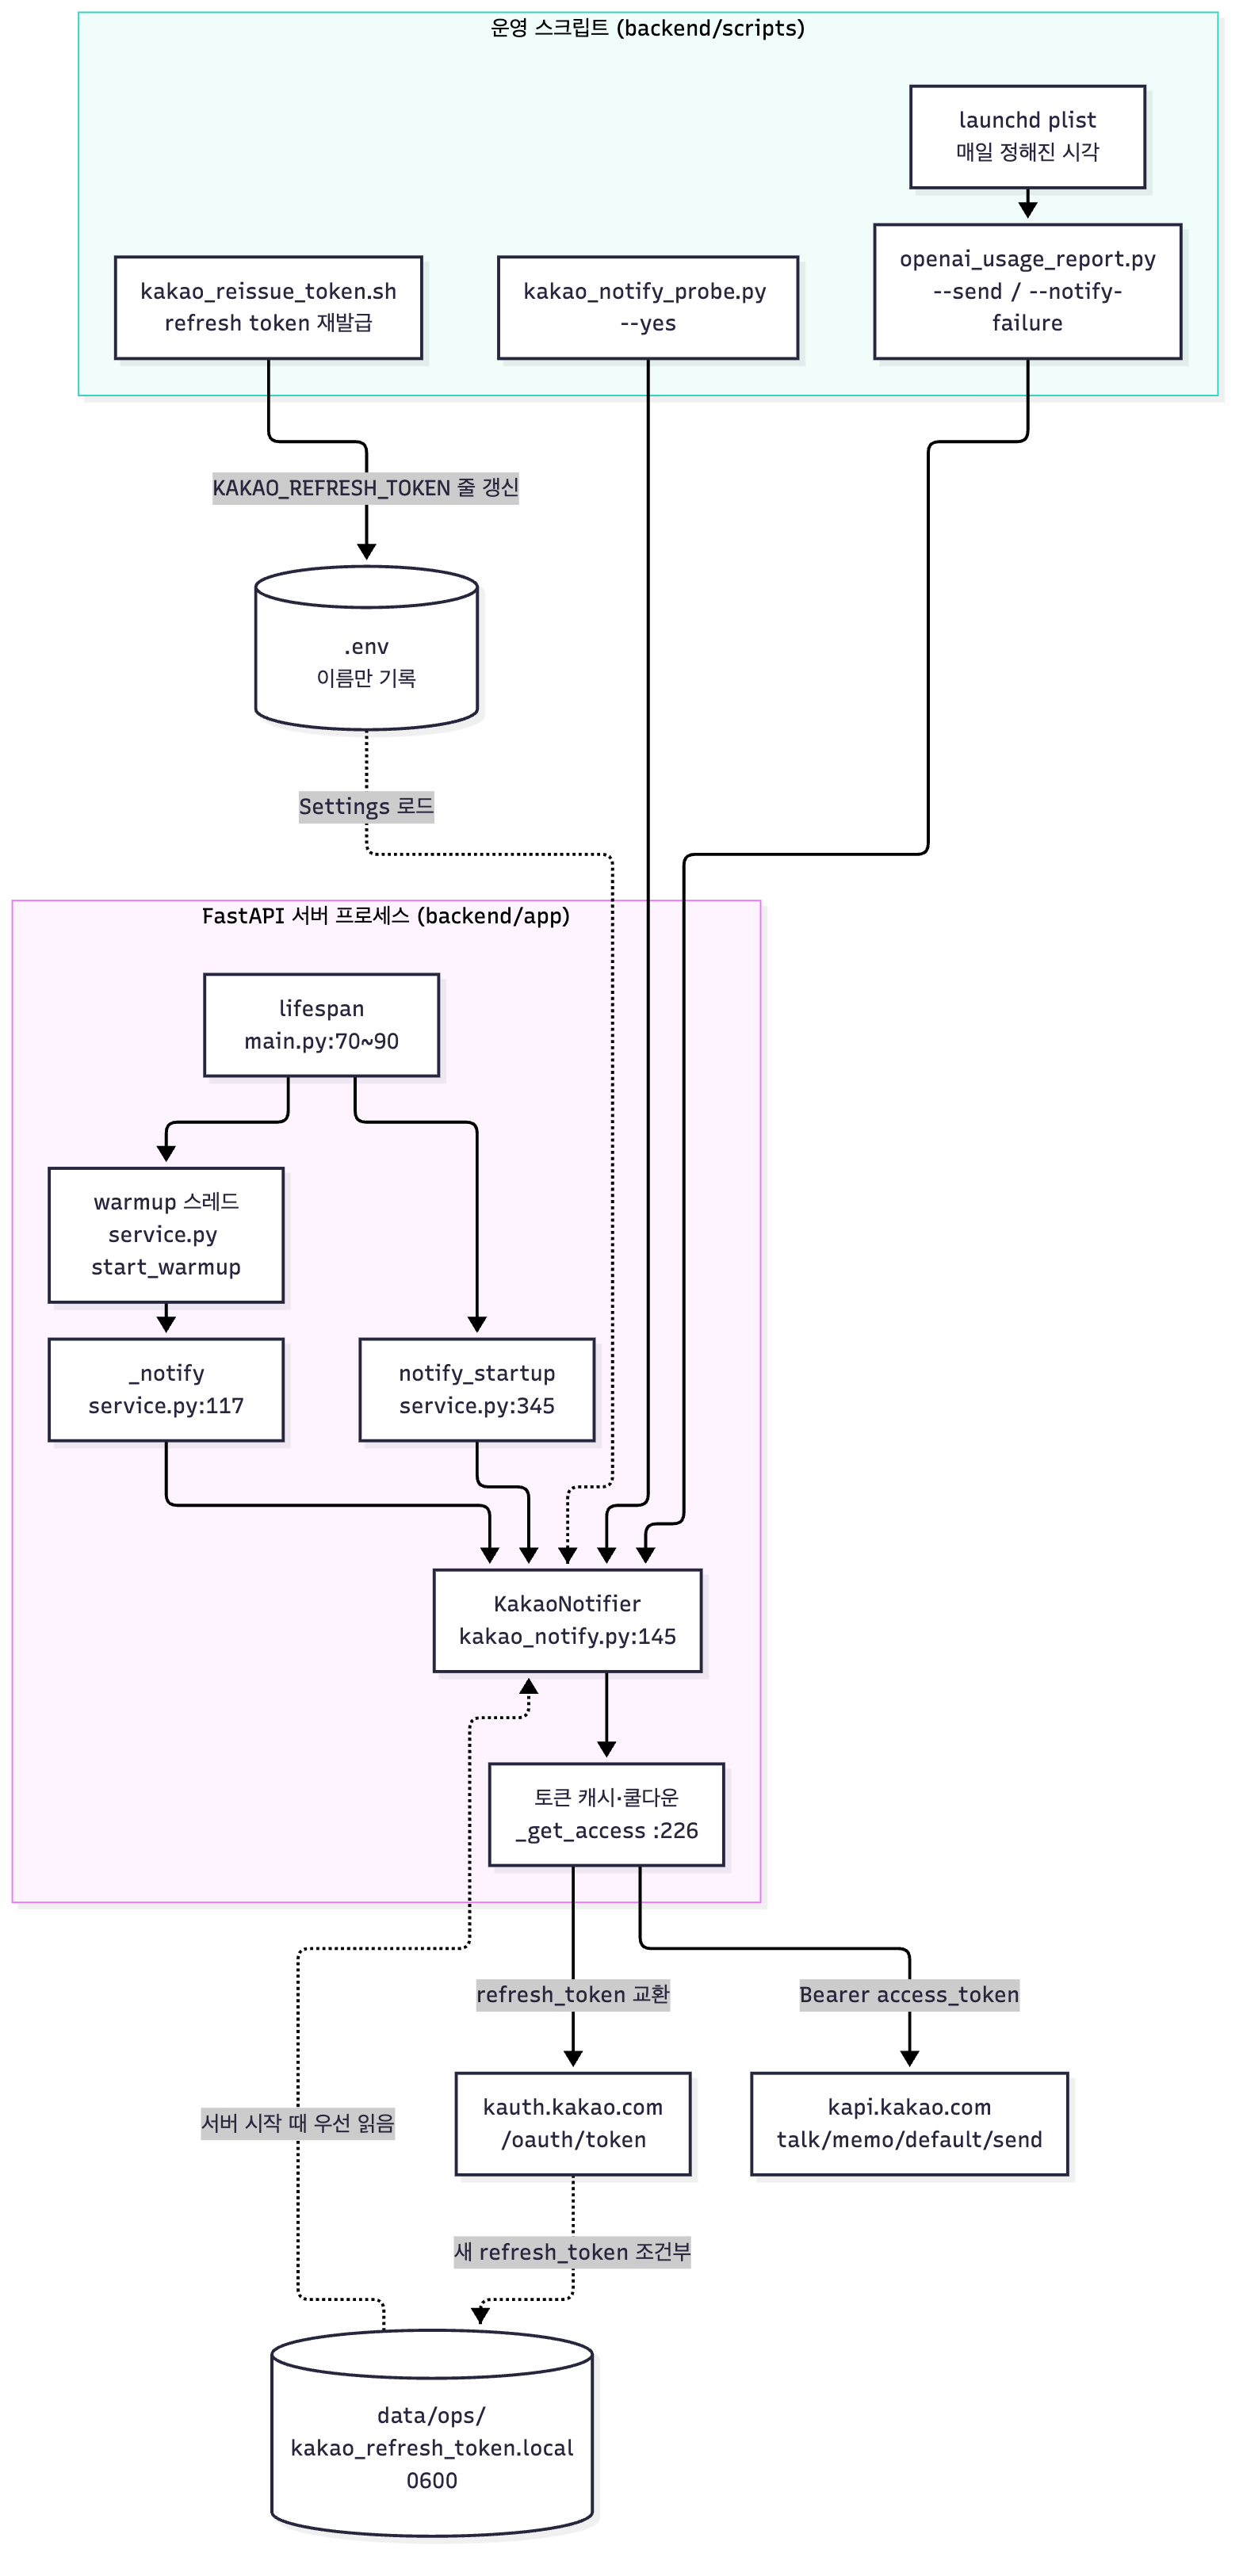 운영 스크립트 (backend/scripts)
launchd plist
매일 정해진 시각
kakao_reissue_token.sh
refresh token 재발급
kakao_notify_probe.py
--yes
openai_usage_report.py
--send / --notify-
failure
KAKAO_REFRESH_TOKEN 줄 갱신
.env
이름만 기록
Settings 로드
FastAPI 서버 프로세스 (backend/app)
lifespan
main.py:70~90
warmup 스레드
service.py
start_warmup
_notify
service.py:117
notify_startup
service.py:345
KakaoNotifier
kakao_notify.py:145
토큰 캐시·쿨다운
_get_access :226
refresh_token 교환
Bearer access_token
서버 시작 때 우선 읽음
kauth.kakao.com
/oauth/token
kapi.kakao.com
talk/memo/default/send
새 refresh_token 조건부
data/ops/
kakao_refresh_token.local
0600